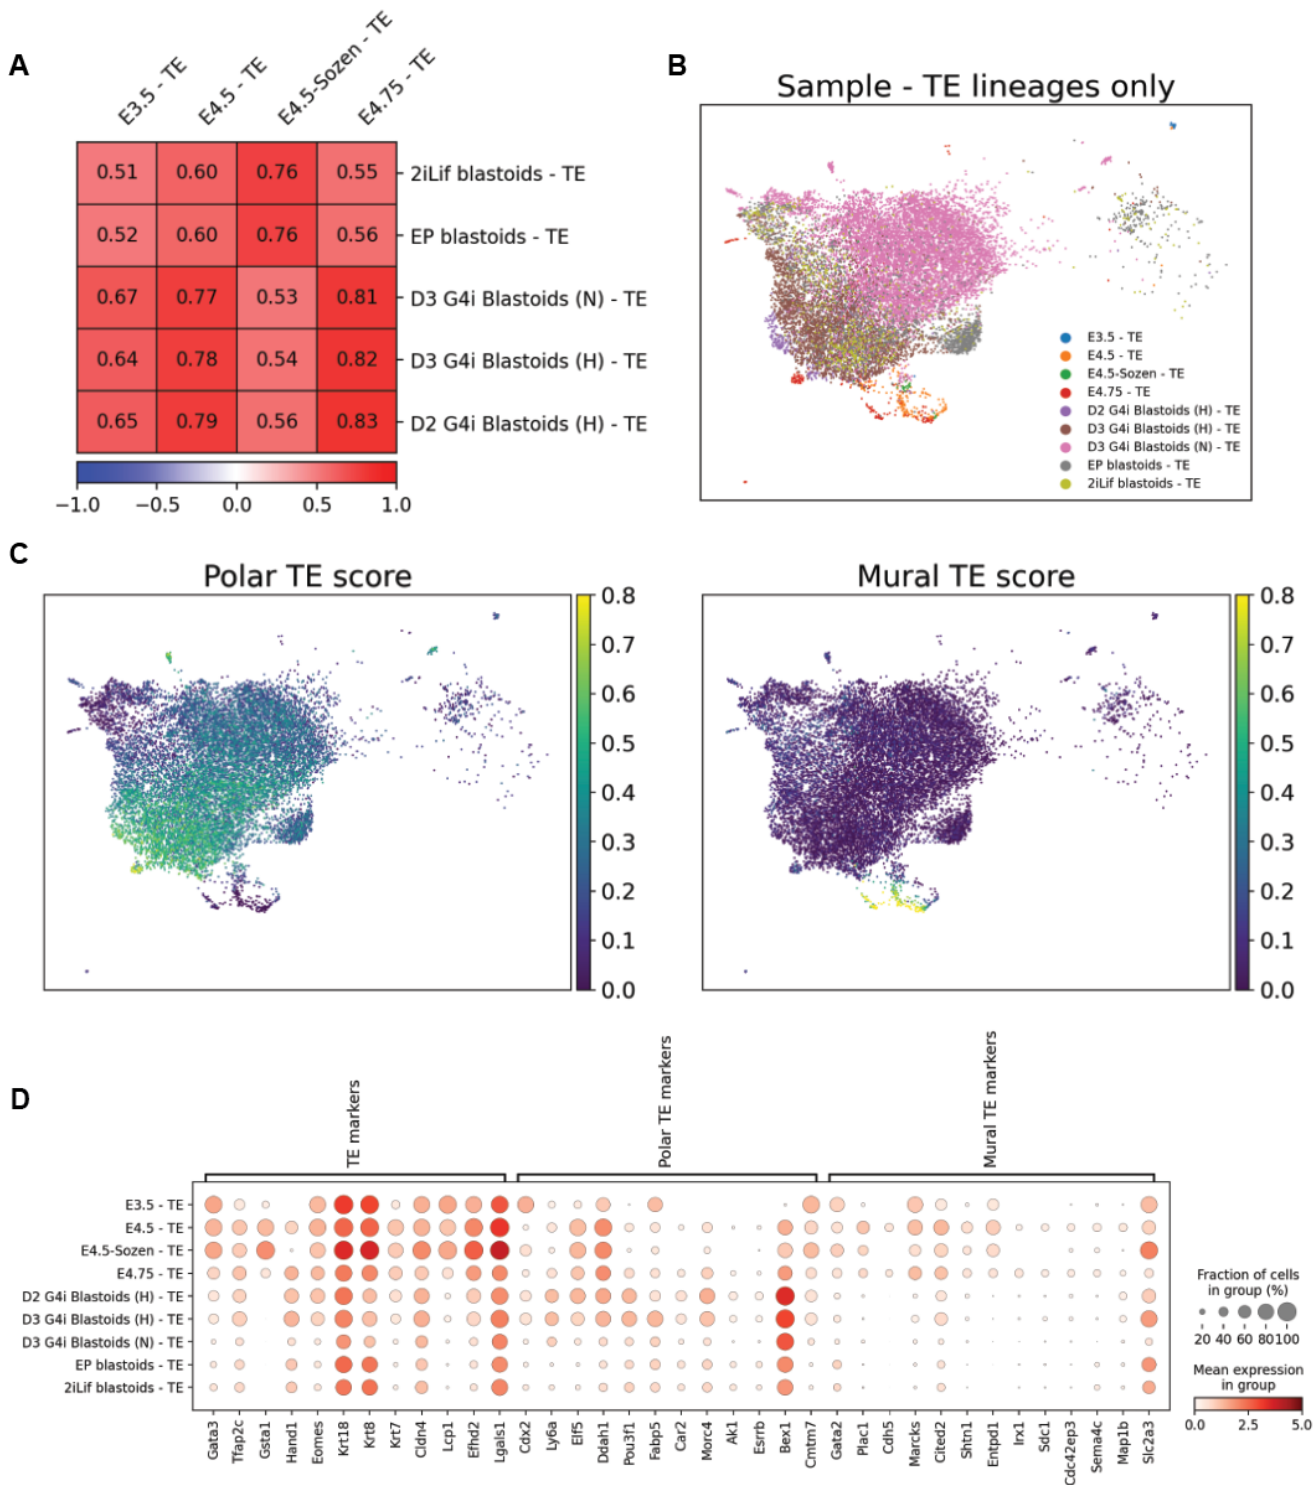 A
E3.5 - TE
E4.5 - TE
E4.5-Sozen - TE
E4.75 - TE
0.51 0.60 0.76 0.55 2iLif blastoids - TE
0.52 0.60 0.76 0.56 EP blastoids - TE
0.67 0.77 0.53 0.81 D3 G4i Blastoids (N) - TE
0.64 0.78 0.54 0.82 D3 G4i Blastoids (H) - TE
0.65 0.79 0.56 0.83 D2 G4i Blastoids (H) - TE
−1.0 −0.5 0.0 0.5 1.0
B
Sample - TE lineages only
E3.5 - TE
E4.5 - TE
E4.5-Sozen - TE
E4.75 - TE
D2 G4i Blastoids (H) - TE
D3 G4i Blastoids (H) - TE
D3 G4i Blastoids (N) - TE
EP blastoids - TE
2iLif blastoids - TE
C
Polar TE score
0.8
0.7
0.6
0.5
0.4
0.3
0.2
0.1
0.0
Mural TE score
0.8
0.7
0.6
0.5
0.4
0.3
0.2
0.1
0.0
D
TE markers
Polar TE markers
Mural TE markers
E3.5 - TE
E4.5 - TE
E4.5-Sozen - TE
E4.75 - TE
D2 G4i Blastoids (H) - TE
D3 G4i Blastoids (H) - TE
D3 G4i Blastoids (N) - TE
EP blastoids - TE
2iLif blastoids - TE
Gata3
Tfap2c
Gsta1
Hand1
Eomes
Krt18
Krt8
Krt7
Cldn4
Lcp1
Efhd2
Lgals1
Cdx2
Ly6a
Elf5
Ddah1
Pou3f1
Fabp5
Car2
Morc4
Ak1
Esrrb
Bex1
Cmtm7
Gata2
Plac1
Cdh5
Marcks
Cited2
Shtn1
Entpd1
Irx1
Sdc1
Cdc42ep3
Sema4c
Map1b
Slc2a3
Fraction of cells
in group (%)
20 40 60 80 100
Mean expression
in group
0.0 2.5 5.0